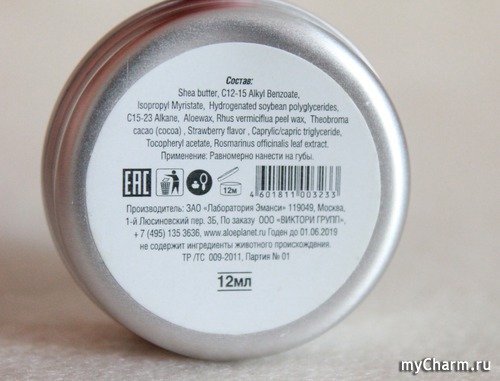 Состав:
Shea butter, C12-15 Alkyl Benzoate,
Isopropyl Myristate, Hydrogenated soybean polyglycerides,
C15-23 Alkane, Aloewax, Rhus vermiciflua peel wax, Theobroma
cacao (cocoa) , Strawberry flavor , Caprylic/capric triglyceride,
Tocopheryl acetate, Rosmarinus officinalis leaf extract.
Применение: Равномерно нанести на губы.
EAC
12м
4 601811 003233
Производитель: ЗАО «Лаборатория Эманси» 119049, Москва,
1-й Люсиновский пер. 3Б, По заказу ООО «ВИКТОРИ ГРУПП»,
+ 7 (495) 135 3636, www.aloeplanet.ru Годен до 01.06.2019
не содержит ингредиенты животного происхождения.
ТР /ТС 009-2011, Партия № 01
12мл
myCharm.ru